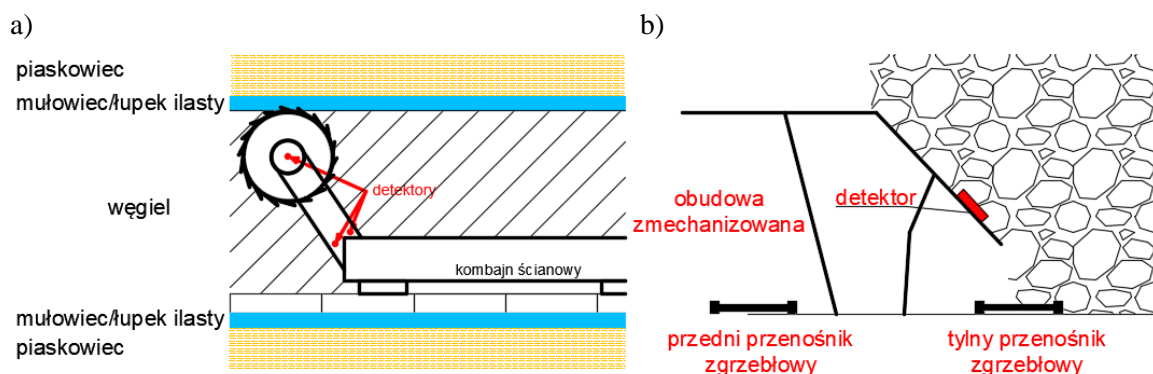 a)
piaskowiec
mułowiec/łupek ilasty
detektory
węgiel
kombajn ścianowy
mułowiec/łupek ilasty
piaskowiec
b)
obudowa
zmechanizowana
detektor
przedni przenośnik
zgrzebłowy
tylny przenośnik
zgrzebłowy